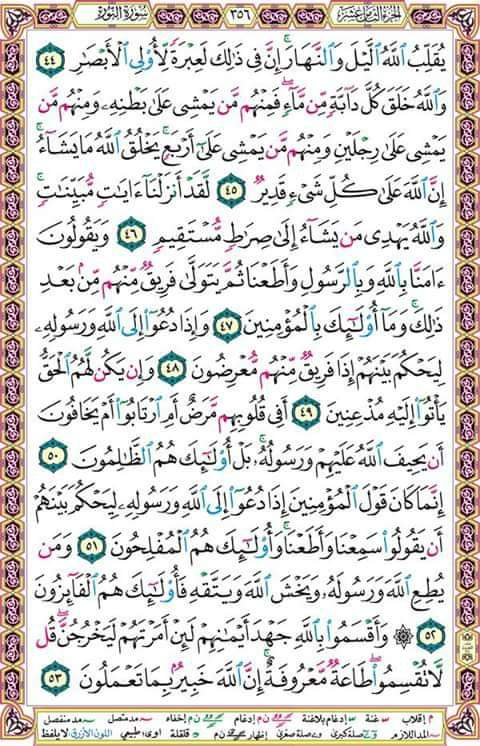 الجزء الثامن عشر ٣٥٦ سورة النور
يُقَلِّبُ ٱللَّهُ ٱلَّيْلَ وَٱلنَّهَارَ ۚ إِنَّ فِى ذَٰلِكَ لَعِبْرَةً لِّأُو۟لِى ٱلْأَبْصَـٰرِ ٤٤
وَٱللَّهُ خَلَقَ كُلَّ دَآبَّةٍ مِّن مَّآءٍ ۖ فَمِنْهُم مَّن يَمْشِى عَلَىٰ بَطْنِهِۦ وَمِنْهُم مَّن
يَمْشِى عَلَىٰ رِجْلَيْنِ وَمِنْهُم مَّن يَمْشِى عَلَىٰٓ أَرْبَعٍ ۚ يَخْلُقُ ٱللَّهُ مَا يَشَآءُ ۚ
إِنَّ ٱللَّهَ عَلَىٰ كُلِّ شَىْءٍ قَدِيرٌ ٤٥ لَّقَدْ أَنزَلْنَآ ءَايَـٰتٍ مُّبَيِّنَـٰتٍ ۚ
وَٱللَّهُ يَهْدِى مَن يَشَآءُ إِلَىٰ صِرَٰطٍ مُّسْتَقِيمٍ ٤٦ وَيَقُولُونَ
ءَامَنَّا بِٱللَّهِ وَبِٱلرَّسُولِ وَأَطَعْنَا ثُمَّ يَتَوَلَّىٰ فَرِيقٌ مِّنْهُم مِّنۢ بَعْدِ
ذَٰلِكَ ۚ وَمَآ أُو۟لَـٰٓئِكَ بِٱلْمُؤْمِنِينَ ٤٧ وَإِذَا دُعُوٓا۟ إِلَى ٱللَّهِ وَرَسُولِهِۦ
لِيَحْكُمَ بَيْنَهُمْ إِذَا فَرِيقٌ مِّنْهُم مُّعْرِضُونَ ٤٨ وَإِن يَكُن لَّهُمُ ٱلْحَقُّ
يَأْتُوٓا۟ إِلَيْهِ مُذْعِنِينَ ٤٩ أَفِى قُلُوبِهِم مَّرَضٌ أَمِ ٱرْتَابُوٓا۟ أَمْ يَخَافُونَ
أَن يَحِيفَ ٱللَّهُ عَلَيْهِمْ وَرَسُولُهُۥ ۚ بَلْ أُو۟لَـٰٓئِكَ هُمُ ٱلظَّـٰلِمُونَ ٥٠
إِنَّمَا كَانَ قَوْلَ ٱلْمُؤْمِنِينَ إِذَا دُعُوٓا۟ إِلَى ٱللَّهِ وَرَسُولِهِۦ لِيَحْكُمَ بَيْنَهُمْ
أَن يَقُولُوا۟ سَمِعْنَا وَأَطَعْنَا ۚ وَأُو۟لَـٰٓئِكَ هُمُ ٱلْمُفْلِحُونَ ٥١ وَمَن
يُطِعِ ٱللَّهَ وَرَسُولَهُۥ وَيَخْشَ ٱللَّهَ وَيَتَّقْهِ فَأُو۟لَـٰٓئِكَ هُمُ ٱلْفَآئِزُونَ
٥٢ ۞ وَأَقْسَمُوا۟ بِٱللَّهِ جَهْدَ أَيْمَـٰنِهِمْ لَئِنْ أَمَرْتَهُمْ لَيَخْرُجُنَّ ۖ قُل
لَّا تُقْسِمُوا۟ ۖ طَاعَةٌ مَّعْرُوفَةٌ ۚ إِنَّ ٱللَّهَ خَبِيرٌۢ بِمَا تَعْمَلُونَ ٥٣
م إقلاب غنة إدغام بلاغنة ن م إدغام ن م إخفاء مد متصل مد منفصل
المد اللازم صلة كبرى صلة صغرى إظهار ن م قلقلة اوى: طبيعي اللون الأزرق لا يلفظ